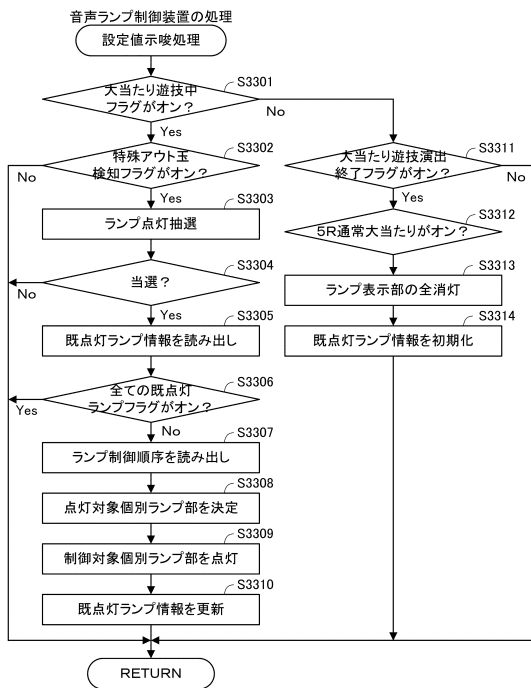 音声ランプ制御装置の処理
設定値示唆処理
S3301
大当たり遊技中
フラグがオン？
No
Yes
S3302
特殊アウト玉
検知フラグがオン？
No
Yes
S3303
ランプ点灯抽選
S3304
当選？
No
Yes
S3305
既点灯ランプ情報を読み出し
S3306
全ての既点灯
ランプフラグがオン？
Yes
No
S3307
ランプ制御順序を読み出し
S3308
点灯対象個別ランプ部を決定
S3309
制御対象個別ランプ部を点灯
S3310
既点灯ランプ情報を更新
S3311
大当たり遊技演出
終了フラグがオン？
No
Yes
S3312
5R通常大当たりがオン？
S3313
ランプ表示部の全消灯
S3314
既点灯ランプ情報を初期化
RETURN